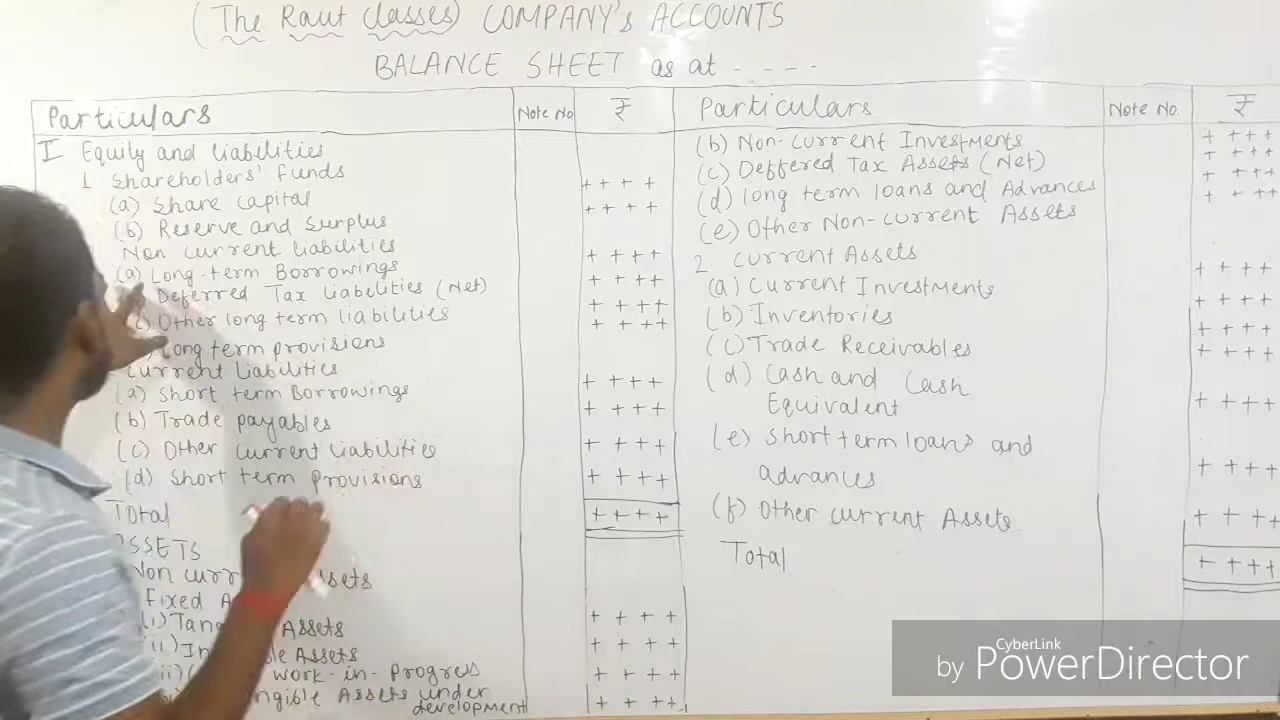 (The Raut Classes) COMPANY's ACCOUNTS
BALANCE SHEET as at - - - -
Particulars Note No ₹
I Equity and liabilities
1 Shareholders' funds
(a) Share capital + + + +
(b) Reserve and Surplus + + + +
Non current liabilities
(a) Long-term Borrowings + + + +
Deferred Tax liabelities (Net) + + + +
Other long term liabilities + + + +
Long term provisions + + + +
Current liabilities
(a) Short term Borrowings + + + +
(b) Trade payables + + + +
(c) Other current liabilities + + + +
(d) Short term Provisions + + + +
Total + + + +
ASSETS
Non
Fixed
(i) Assets + + + +
(ii) Assets + + + +
work-in-Progress + + + +
Assets under
development + + + +
Particulars Note No. ₹
(b) Non-current Investments + + + +
(c) Deffered Tax Assets (Net) + + + +
(d) long term loans and Advances + + + +
(e) Other Non-current Assets + + + +
2 current Assets
(a) Current Investments + + + +
(b) Inventories + + + +
(c) Trade Receivables + + + +
(d) Cash and Cash + + + +
Equivalent + + + +
(e) Short term loans and
advances + + + +
(f) Other current Assets + + + +
Total + + + +
CyberLink
by PowerDirector